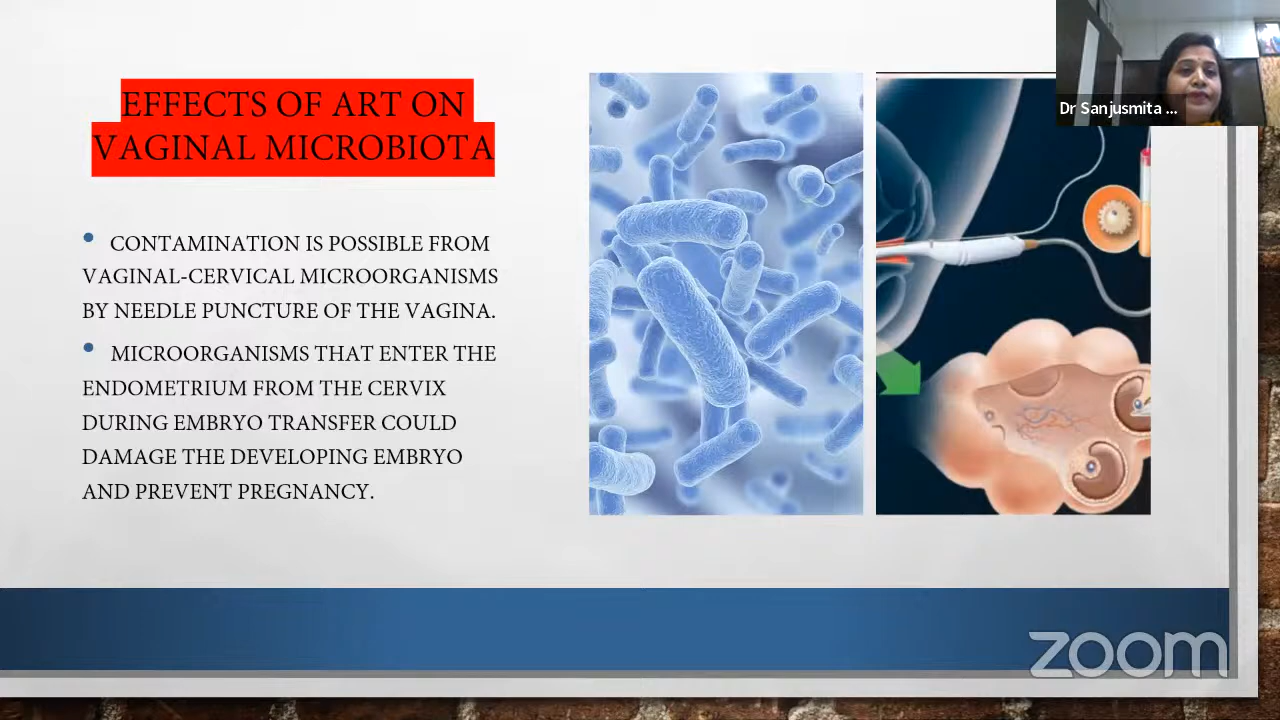 EFFECTS OF ART ON
VAGINAL MICROBIOTA
• CONTAMINATION IS POSSIBLE FROM
VAGINAL-CERVICAL MICROORGANISMS
BY NEEDLE PUNCTURE OF THE VAGINA.
• MICROORGANISMS THAT ENTER THE
ENDOMETRIUM FROM THE CERVIX
DURING EMBRYO TRANSFER COULD
DAMAGE THE DEVELOPING EMBRYO
AND PREVENT PREGNANCY.
Dr Sanjusmita ...
zoom